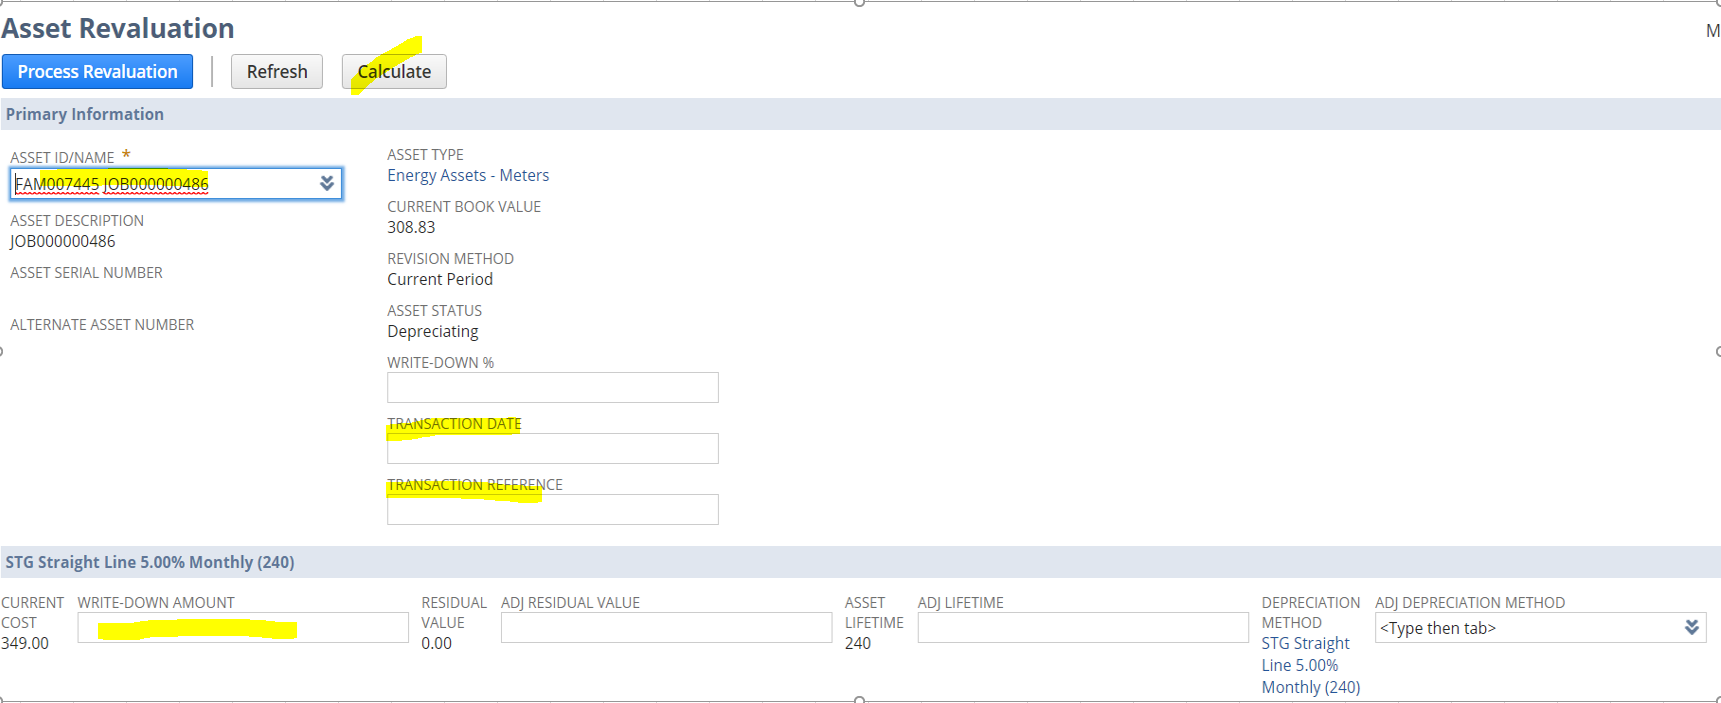 Asset Revaluation
M
Process Revaluation
Refresh
Calculate
Primary Information
ASSET ID/NAME *
FAM007445 JOB000000486
ASSET DESCRIPTION
JOB000000486
ASSET SERIAL NUMBER
ALTERNATE ASSET NUMBER
ASSET TYPE
Energy Assets - Meters
CURRENT BOOK VALUE
308.83
REVISION METHOD
Current Period
ASSET STATUS
Depreciating
WRITE-DOWN %
TRANSACTION DATE
TRANSACTION REFERENCE
STG Straight Line 5.00% Monthly (240)
CURRENT
COST
349.00
WRITE-DOWN AMOUNT
RESIDUAL
VALUE
0.00
ADJ RESIDUAL VALUE
ASSET
LIFETIME
240
ADJ LIFETIME
DEPRECIATION
METHOD
STG Straight
Line 5.00%
Monthly (240)
ADJ DEPRECIATION METHOD
<Type then tab>